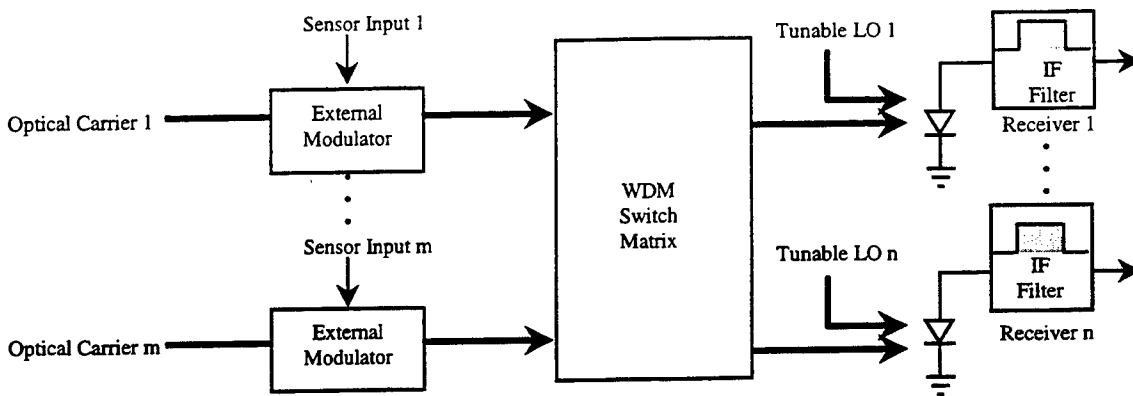 Sensor Input 1
Optical Carrier 1
External
Modulator
Sensor Input m
Optical Carrier m
External
Modulator
WDM
Switch
Matrix
Tunable LO 1
IF
Filter
Receiver 1
Tunable LO n
IF
Filter
Receiver n